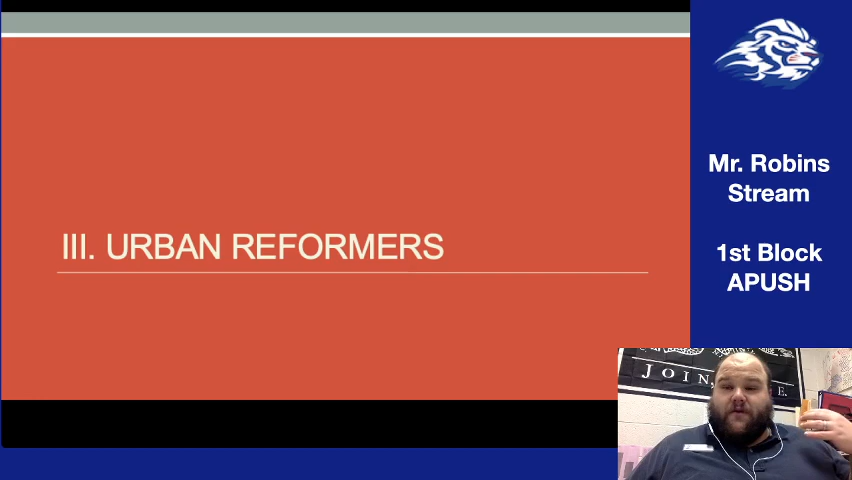 III. URBAN REFORMERS
Mr. Robins
Stream
1st Block
APUSH
JOIN,
E.